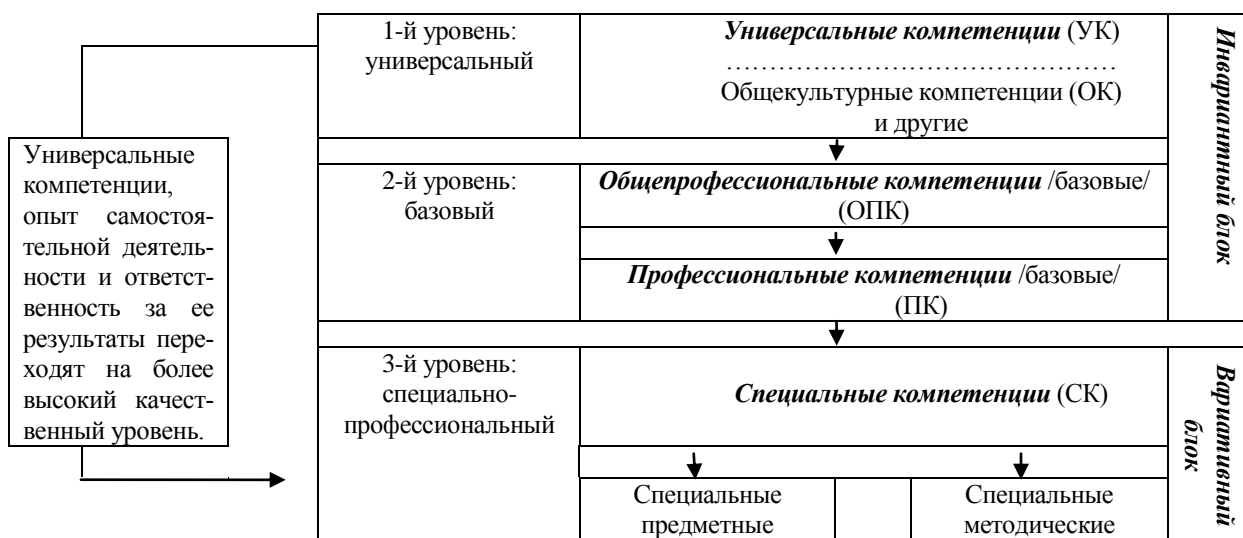 1-й уровень:
универсальный
Универсальные компетенции (УК)
…………………………………………
Общекультурные компетенции (ОК)
и другие
Инвариантный блок
Универсальные
компетенции,
опыт самостоя-
тельной деятель-
ности и ответст-
венность за ее
результаты пере-
ходят на более
высокий качест-
венный уровень.
2-й уровень:
базовый
Общепрофессиональные компетенции /базовые/
(ОПК)
Профессиональные компетенции /базовые/
(ПК)
3-й уровень:
специально-
профессиональный
Специальные компетенции (СК)
Вариативный
блок
Специальные
предметные
Специальные
методические